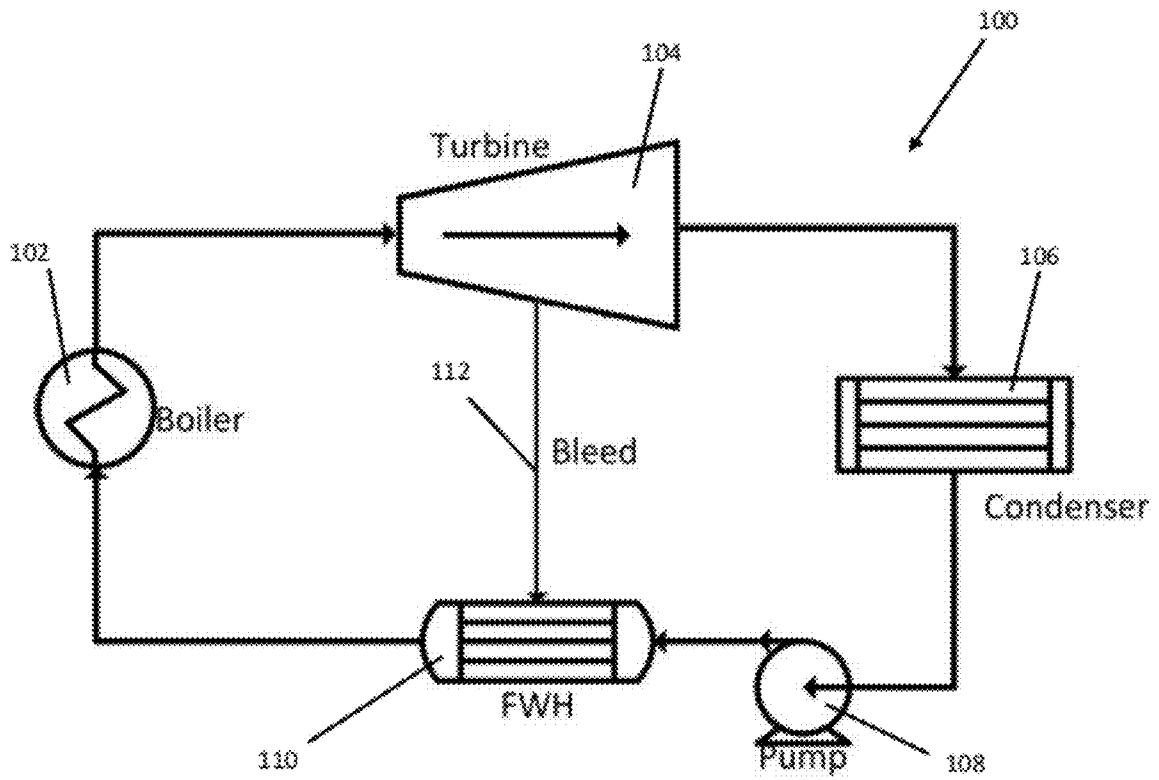 100
104
Turbine
102
106
112
Boiler
Bleed
Condenser
FWH
110
Pump
108